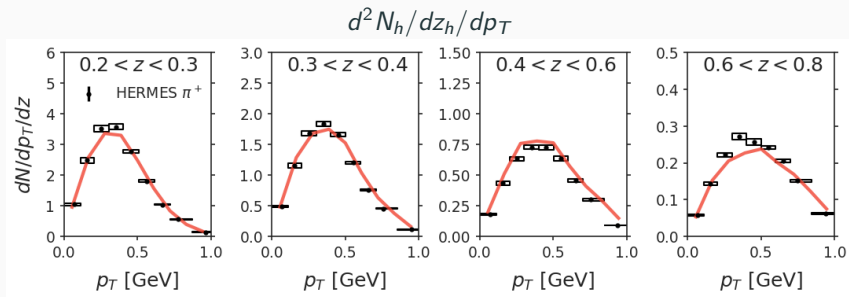 d²N_h/dz_h/dp_T
0.2 < z < 0.3
0.3 < z < 0.4
0.4 < z < 0.6
0.6 < z < 0.8
HERMES π⁺
dN/dp_T/dz
6
5
4
3
2
1
0
3.0
2.5
2.0
1.5
1.0
0.5
0.0
1.50
1.25
1.00
0.75
0.50
0.25
0.00
0.5
0.4
0.3
0.2
0.1
0.0
0.0 0.5 1.0
0.0 0.5 1.0
0.0 0.5 1.0
0.0 0.5 1.0
p_T [GeV]
p_T [GeV]
p_T [GeV]
p_T [GeV]